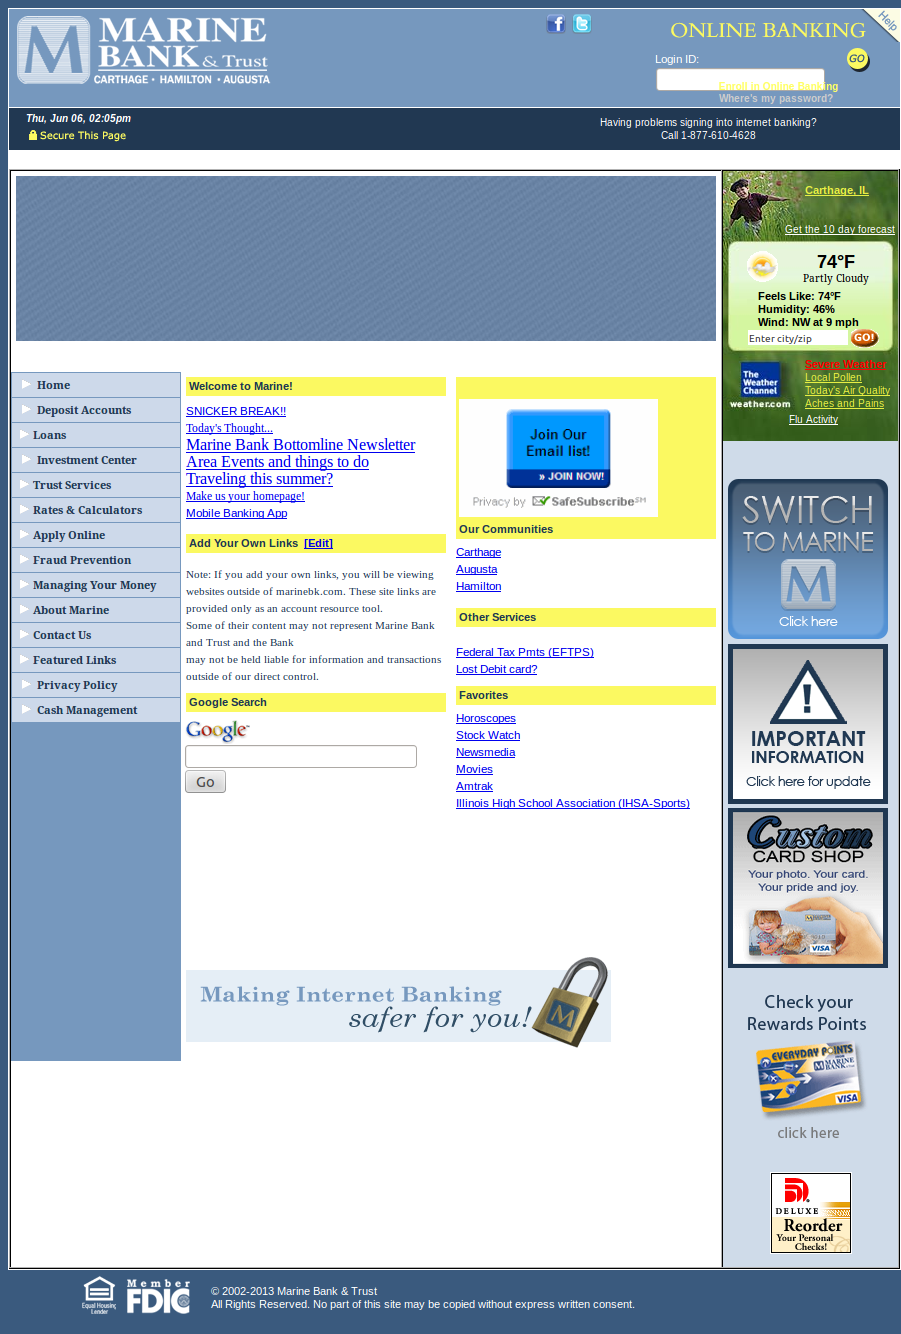 MARINE
BANK & Trust
CARTHAGE • HAMILTON • AUGUSTA
ONLINE BANKING
Help
Login ID:
GO
Enroll In Online Banking
Where's my password?
Thu, Jun 06, 02:05pm
Secure This Page
Having problems signing into internet banking?
Call 1-877-610-4628
Home
Deposit Accounts
Loans
Investment Center
Trust Services
Rates & Calculators
Apply Online
Fraud Prevention
Managing Your Money
About Marine
Contact Us
Featured Links
Privacy Policy
Cash Management
Welcome to Marine!
SNICKER BREAK!!
Today's Thought...
Marine Bank Bottomline Newsletter
Area Events and things to do
Traveling this summer?
Make us your homepage!
Mobile Banking App
Add Your Own Links [Edit]
Note: If you add your own links, you will be viewing
websites outside of marinebk.com. These site links are
provided only as an account resource tool.
Some of their content may not represent Marine Bank
and Trust and the Bank
may not be held liable for information and transactions
outside of our direct control.
Google Search
Google
Go
Join Our
Email list!
» JOIN NOW!
Privacy by SafeSubscribe SM
Our Communities
Carthage
Augusta
Hamilton
Other Services
Federal Tax Pmts (EFTPS)
Lost Debit card?
Favorites
Horoscopes
Stock Watch
Newsmedia
Movies
Amtrak
Illinois High School Association (IHSA-Sports)
Making Internet Banking
safer for you!
M
Carthage, IL
Get the 10 day forecast
74°F
Partly Cloudy
Feels Like: 74°F
Humidity: 46%
Wind: NW at 9 mph
Enter city/zip
GO!
The
Weather
Channel
weather.com
Severe Weather
Local Pollen
Today's Air Quality
Aches and Pains
Flu Activity
SWITCH
TO MARINE
M
Click here
IMPORTANT
INFORMATION
Click here for update
Custom
CARD SHOP
Your photo. Your card.
Your pride and joy.
VISA
Check your
Rewards Points
EVERYDAY POINTS
MARINE
BANK
VISA
click here
DELUXE
Reorder
Your Personal
Checks!
Equal Housing
Lender
Member
FDIC
© 2002-2013 Marine Bank & Trust
All Rights Reserved. No part of this site may be copied without express written consent.